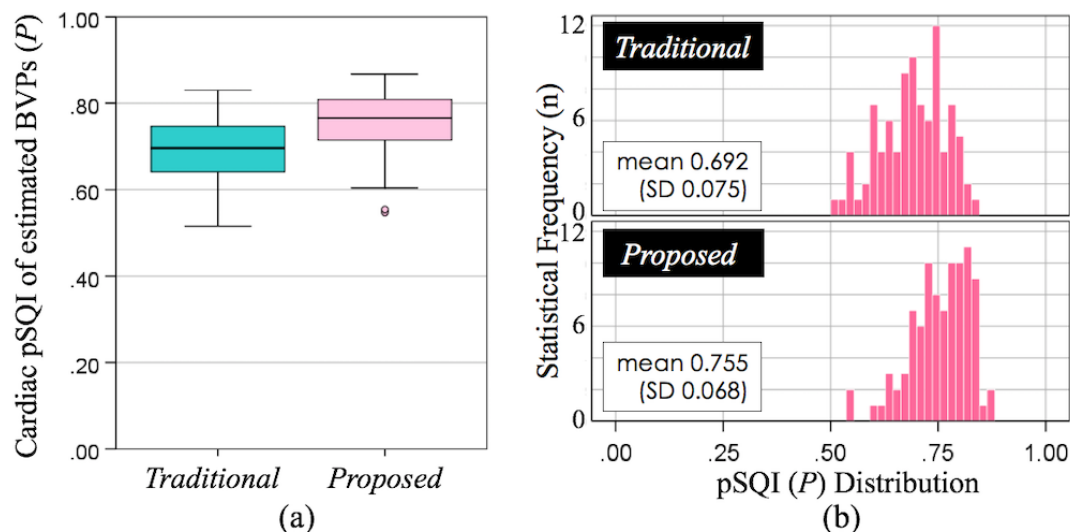 Cardiac pSQI of estimated BVPs (P)
1.00
.80
.60
.40
.20
.00
Traditional
Proposed
(a)
Statistical Frequency (n)
12
6
0
Traditional
mean 0.692
(SD 0.075)
12
6
0
Proposed
mean 0.755
(SD 0.068)
.00
.25
.50
.75
1.00
pSQI (P) Distribution
(b)